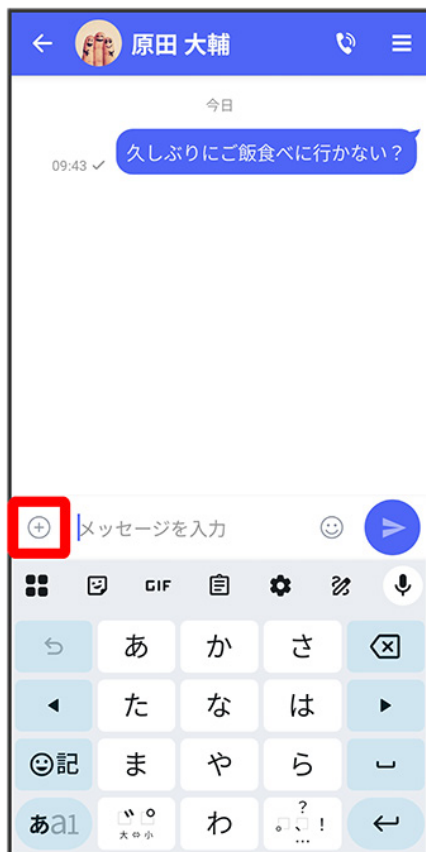 原田 大輔
今日
久しぶりにご飯食べに行かない？
09:43
メッセージを入力
GIF
あ か さ
た な は
記 ま や ら
あa1 大⇔小 わ 。、?!…